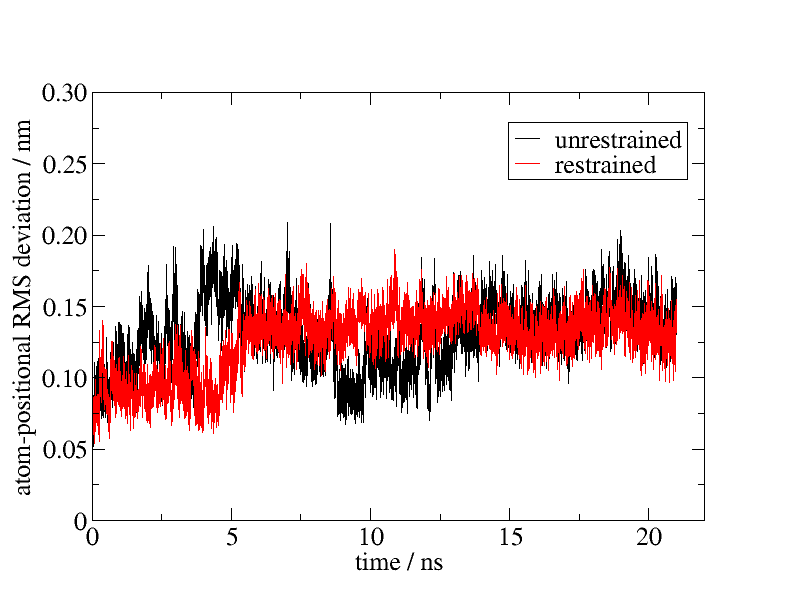 0.30
0.25
0.20
0.15
0.10
0.05
0
atom-positional RMS deviation / nm
unrestrained
restrained
0 5 10 15 20
time / ns